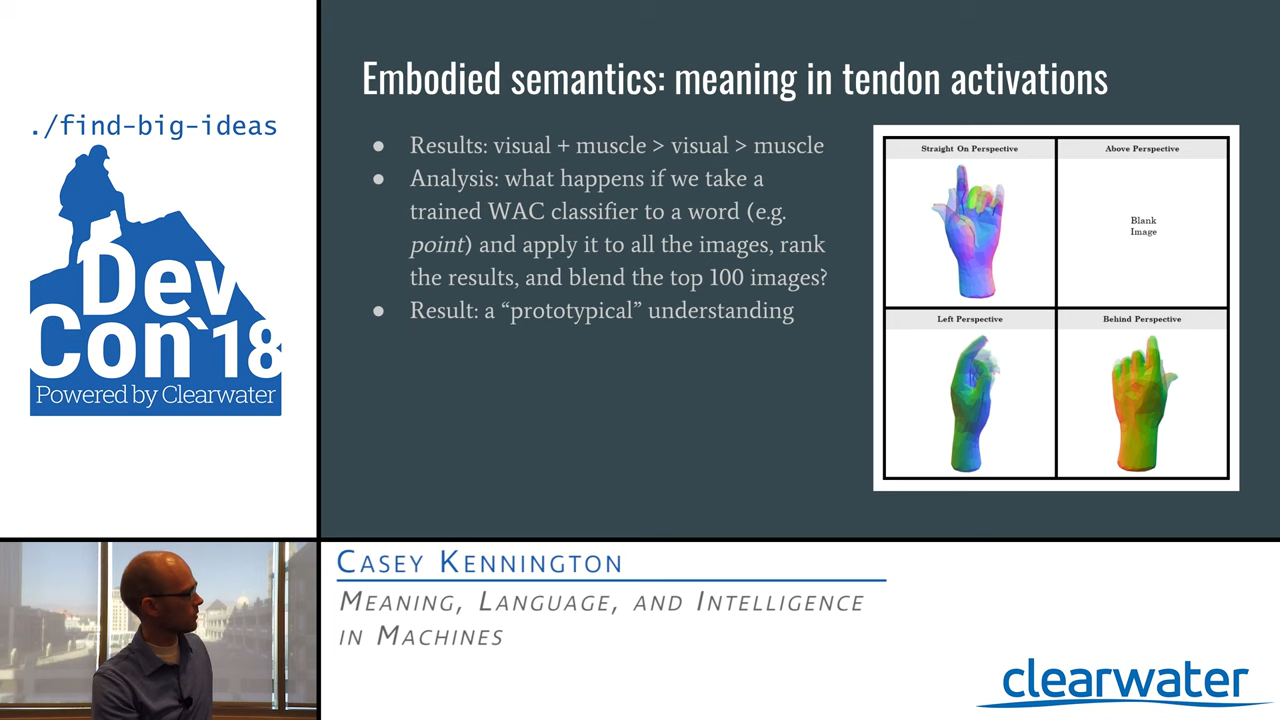 ./find-big-ideas
Dev
Con`18
Powered by Clearwater
Embodied semantics: meaning in tendon activations
● Results: visual + muscle > visual > muscle
● Analysis: what happens if we take a
trained WAC classifier to a word (e.g.
point) and apply it to all the images, rank
the results, and blend the top 100 images?
● Result: a “prototypical” understanding
Straight On Perspective
Above Perspective
Blank
Image
Left Perspective
Behind Perspective
CASEY KENNINGTON
MEANING, LANGUAGE, AND INTELLIGENCE
IN MACHINES
clearwater